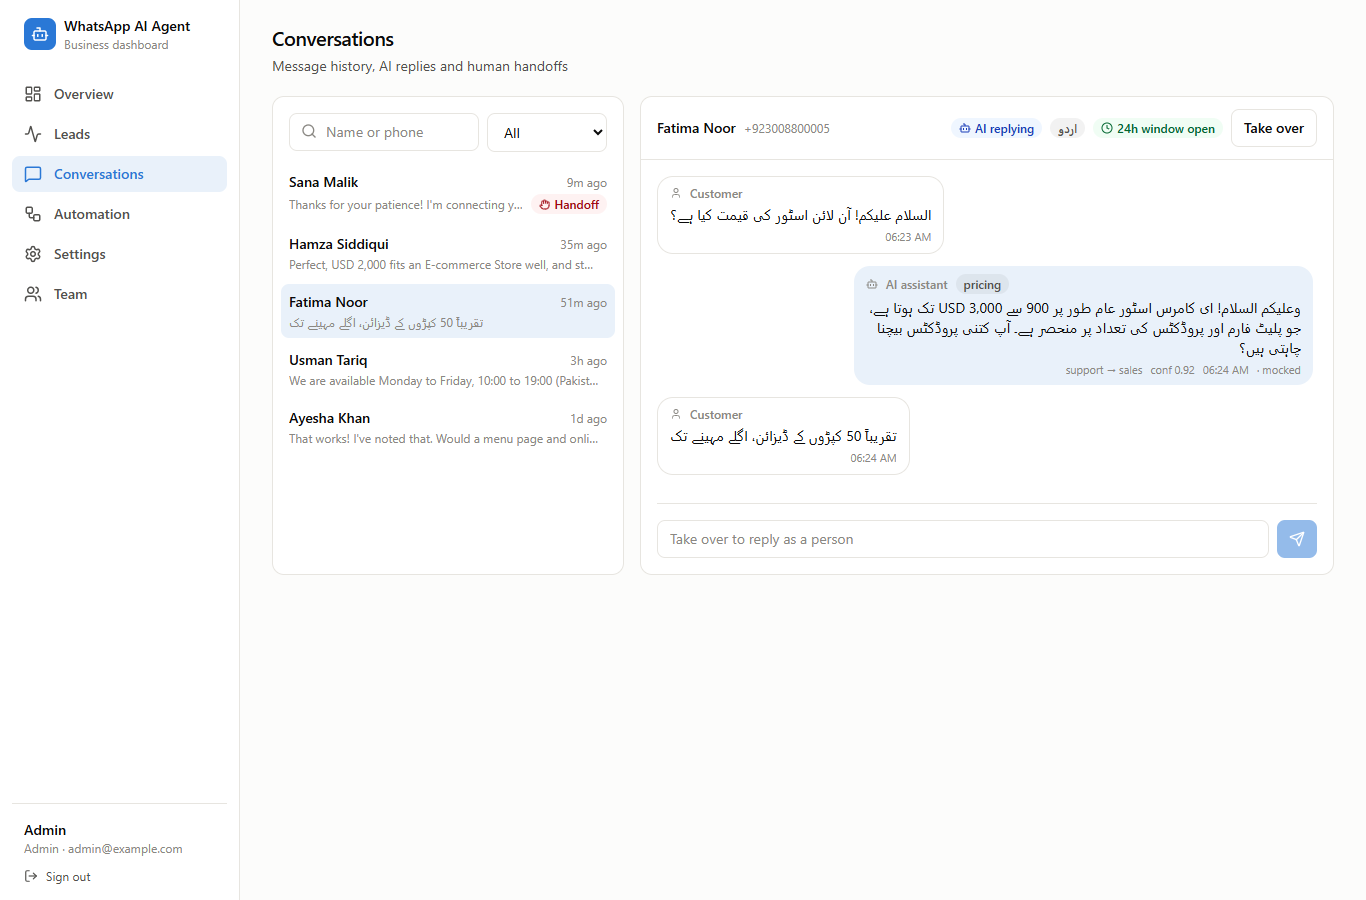 WhatsApp AI Agent
Business dashboard
Overview
Leads
Conversations
Automation
Settings
Team
Admin
Admin · admin@example.com
Sign out
Conversations
Message history, AI replies and human handoffs
Name or phone
All
Sana Malik 9m ago
Thanks for your patience! I'm connecting y... Handoff
Hamza Siddiqui 35m ago
Perfect, USD 2,000 fits an E-commerce Store well, and st...
Fatima Noor 51m ago
تقریباً 50 کپڑوں کے ڈیزائن، اگلے مہینے تک
Usman Tariq 3h ago
We are available Monday to Friday, 10:00 to 19:00 (Pakist...
Ayesha Khan 1d ago
That works! I've noted that. Would a menu page and onli...
Fatima Noor +923008800005 AI replying اردو 24h window open Take over
Customer
السلام علیکم! آن لائن اسٹور کی قیمت کیا ہے؟
06:23 AM
AI assistant pricing
وعلیکم السلام! ای کامرس اسٹور عام طور پر 900 سے USD 3,000 تک ہوتا ہے،
جو پلیٹ فارم اور پروڈکٹس کی تعداد پر منحصر ہے۔ آپ کتنی پروڈکٹس بیچنا
چاہتی ہیں؟
support → sales conf 0.92 06:24 AM · mocked
Customer
تقریباً 50 کپڑوں کے ڈیزائن، اگلے مہینے تک
06:24 AM
Take over to reply as a person